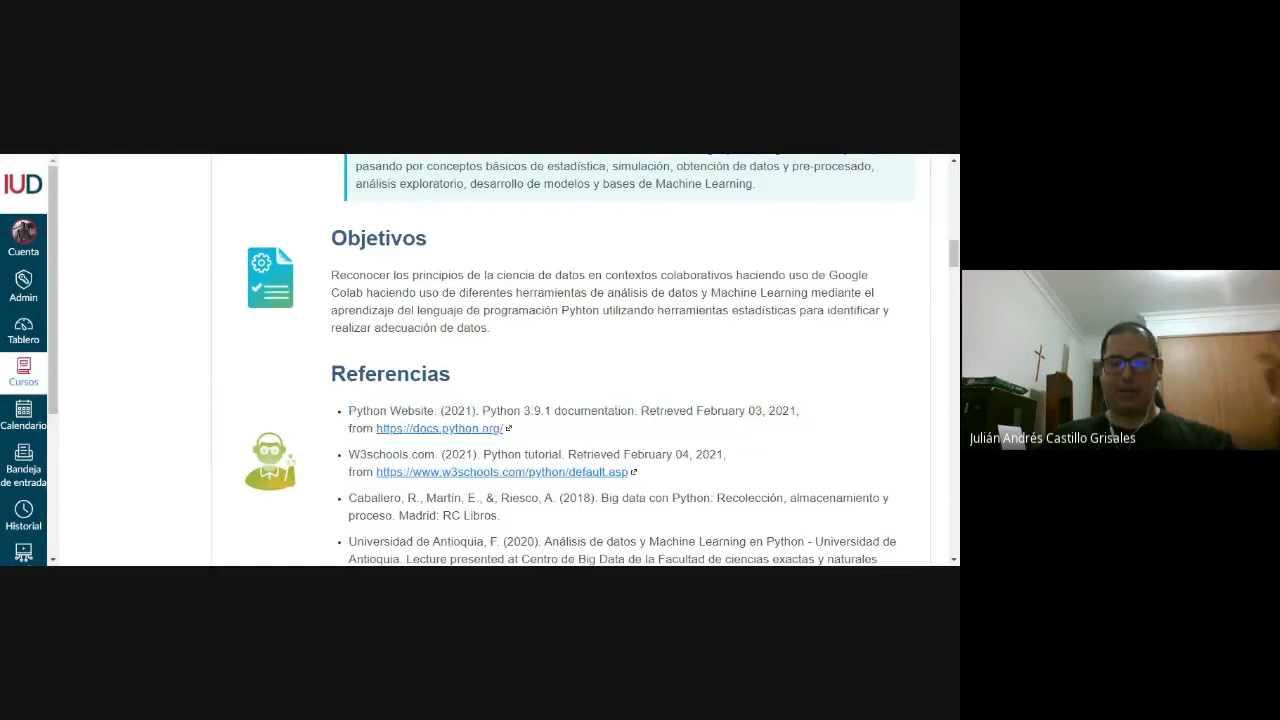 IUD
Cuenta
Admin
Tablero
Cursos
Calendario
Bandeja
de entrada
Historial
pasando por conceptos básicos de estadística, simulación, obtención de datos y pre-procesado,
análisis exploratorio, desarrollo de modelos y bases de Machine Learning.
Objetivos
Reconocer los principios de la ciencia de datos en contextos colaborativos haciendo uso de Google
Colab haciendo uso de diferentes herramientas de análisis de datos y Machine Learning mediante el
aprendizaje del lenguaje de programación Pyhton utilizando herramientas estadísticas para identificar y
realizar adecuación de datos.
Referencias
• Python Website. (2021). Python 3.9.1 documentation. Retrieved February 03, 2021,
from https://docs.python.org/
• W3schools.com. (2021). Python tutorial. Retrieved February 04, 2021,
from https://www.w3schools.com/python/default.asp
• Caballero, R., Martín, E., &; Riesco, A. (2018). Big data con Python: Recolección, almacenamiento y
proceso. Madrid: RC Libros.
• Universidad de Antioquia, F. (2020). Análisis de datos y Machine Learning en Python - Universidad de
Antioquia. Lecture presented at Centro de Big Data de la Facultad de ciencias exactas y naturales
Julián Andrés Castillo Grisales